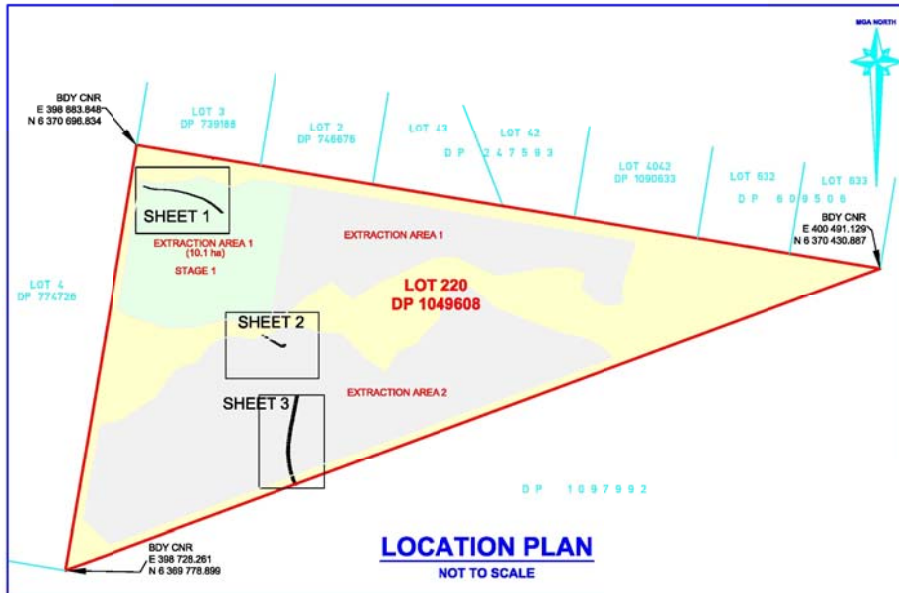 MGA NORTH
BDY CNR
E 398 883.848
N 6 370 696.834
LOT 3
DP 739188
LOT 2
DP 746676
LOT 43
LOT 42
DP 247593
LOT 4042
DP 1090633
LOT 632
LOT 633
DP 609506
BDY CNR
E 400 491.129
N 6 370 430.887
SHEET 1
EXTRACTION AREA 1
(10.1 ha)
STAGE 1
EXTRACTION AREA 1
LOT 4
DP 774726
LOT 220
DP 1049608
SHEET 2
EXTRACTION AREA 2
SHEET 3
DP 1097992
BDY CNR
E 398 728.261
N 6 369 778.899
LOCATION PLAN
NOT TO SCALE